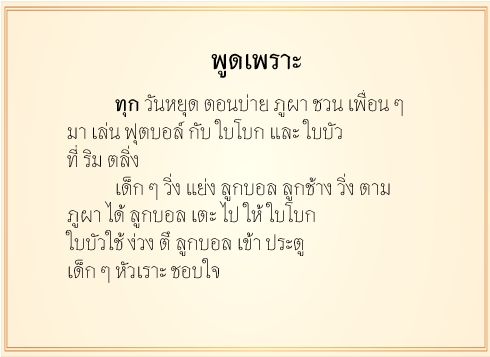 พูดเพราะ
ทุก วันหยุด ตอนบ่าย ภูผา ชวน เพื่อน ๆ
มา เล่น ฟุตบอล์ กับ ใบโบก และ ใบบัว
ที่ ริม ตลิ่ง
เด็ก ๆ วิ่ง แย่ง ลูกบอล ลูกช้าง วิ่ง ตาม
ภูผา ได้ ลูกบอล เตะ ไป ให้ ใบโบก
ใบบัวใช้ ง่วง ตี ลูกบอล เข้า ประตู
เด็ก ๆ หัวเราะ ชอบใจ